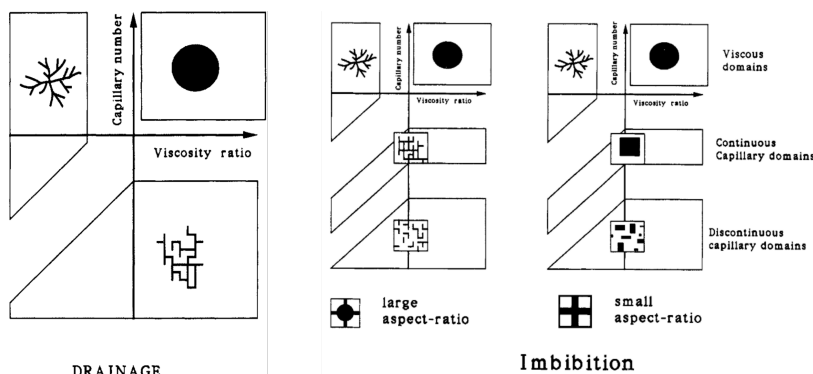 Capillary number
Viscosity ratio
DRAINAGE
Capillary number
Viscosity ratio
Capillary number
Viscosity ratio
Viscous
domains
Continuous
Capillary domains
Discontinuous
capillary domains
large
aspect-ratio
small
aspect-ratio
Imbibition